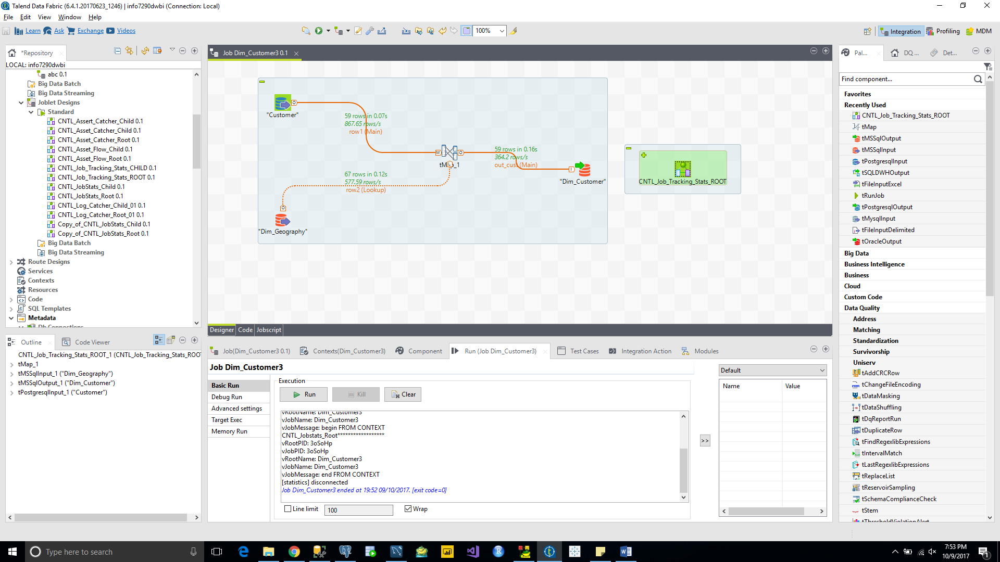 Talend Data Fabric (6.4.1.20170623_1246) | info7290dwbi (Connection: Local)
File Edit View Window Help
Learn Ask Exchange Videos
100%
Integration Profiling MDM
*Repository
LOCAL: info7290dwbi
abc 0.1
Big Data Batch
Big Data Streaming
Joblet Designs
Standard
CNTL_Assert_Catcher_Child 0.1
CNTL_Asset_Catcher_Child 0.1
CNTL_Asset_Catcher_Root 0.1
CNTL_Asset_Flow_Child 0.1
CNTL_Asset_Flow_Root 0.1
CNTL_Job_Tracking_Stats_CHILD 0.1
CNTL_Job_Tracking_Stats_ROOT 0.1
CNTL_JobStats_Child 0.1
CNTL_JobStats_Root 0.1
CNTL_Log_Catcher_Child_01 0.1
CNTL_Log_Catcher_Root_01 0.1
Copy_of_CNTL_JobStats_Child 0.1
Copy_of_CNTL_JobStats_Root 0.1
Big Data Batch
Big Data Streaming
Route Designs
Services
Contexts
Resources
Code
SQL Templates
Metadata
Db Connections
Outline Code Viewer
CNTL_Job_Tracking_Stats_ROOT_1 (CNTL_Job_Tracking_Stats_ROO
tMap_1
tMSSqlInput_1 ("Dim_Geography")
tMSSqlOutput_1 ("Dim_Customer")
tPostgresqlInput_1 ("Customer")
Job Dim_Customer3 0.1
"Customer"
59 rows in 0.07s
867.65 rows/s
row1 (Main)
tMap_1
59 rows in 0.16s
364.2 rows/s
out_cust (Main)
"Dim_Customer"
67 rows in 0.12s
577.59 rows/s
row2 (Lookup)
"Dim_Geography"
CNTL_Job_Tracking_Stats_ROOT
Designer Code Jobscript
Job(Dim_Customer3 0.1) Contexts(Dim_Customer3) Component Run (Job Dim_Customer3) Test Cases Integration Action Modules
Job Dim_Customer3
Basic Run
Debug Run
Advanced settings
Target Exec
Memory Run
Execution
Run Kill Clear
vRootName: Dim_Customer3
vJobName: Dim_Customer3
vJobMessage: begin FROM CONTEXT
CNTL_Jobstats_Root******************
vRootPID: 3oSoHp
vJobPID: 3oSoHp
vRootName: Dim_Customer3
vJobName: Dim_Customer3
vJobMessage: end FROM CONTEXT
[statistics] disconnected
Job Dim_Customer3 ended at 19:52 09/10/2017. [exit code=0]
Line limit 100 Wrap
>>
Default
Name Value
Pal... DQ ... Det...
Find component...
Favorites
Recently Used
CNTL_Job_Tracking_Stats_ROOT
tMap
tMSSqlOutput
tMSSqlInput
tPostgresqlInput
tSQLDWHOutput
tFileInputExcel
tRunJob
tPostgresqlOutput
tMysqlInput
tFileInputDelimited
tOracleOutput
Big Data
Business Intelligence
Business
Cloud
Custom Code
Data Quality
Address
Matching
Standardization
Survivorship
Uniserv
tAddCRCRow
tChangeFileEncoding
tDataMasking
tDataShuffling
tDqReportRun
tDuplicateRow
tFindRegexlibExpressions
tIntervalMatch
tLastRegexlibExpressions
tReplaceList
tReservoirSampling
tSchemaComplianceCheck
tStem
tThresholdViolationAlert
Type here to search
7:53 PM
10/9/2017